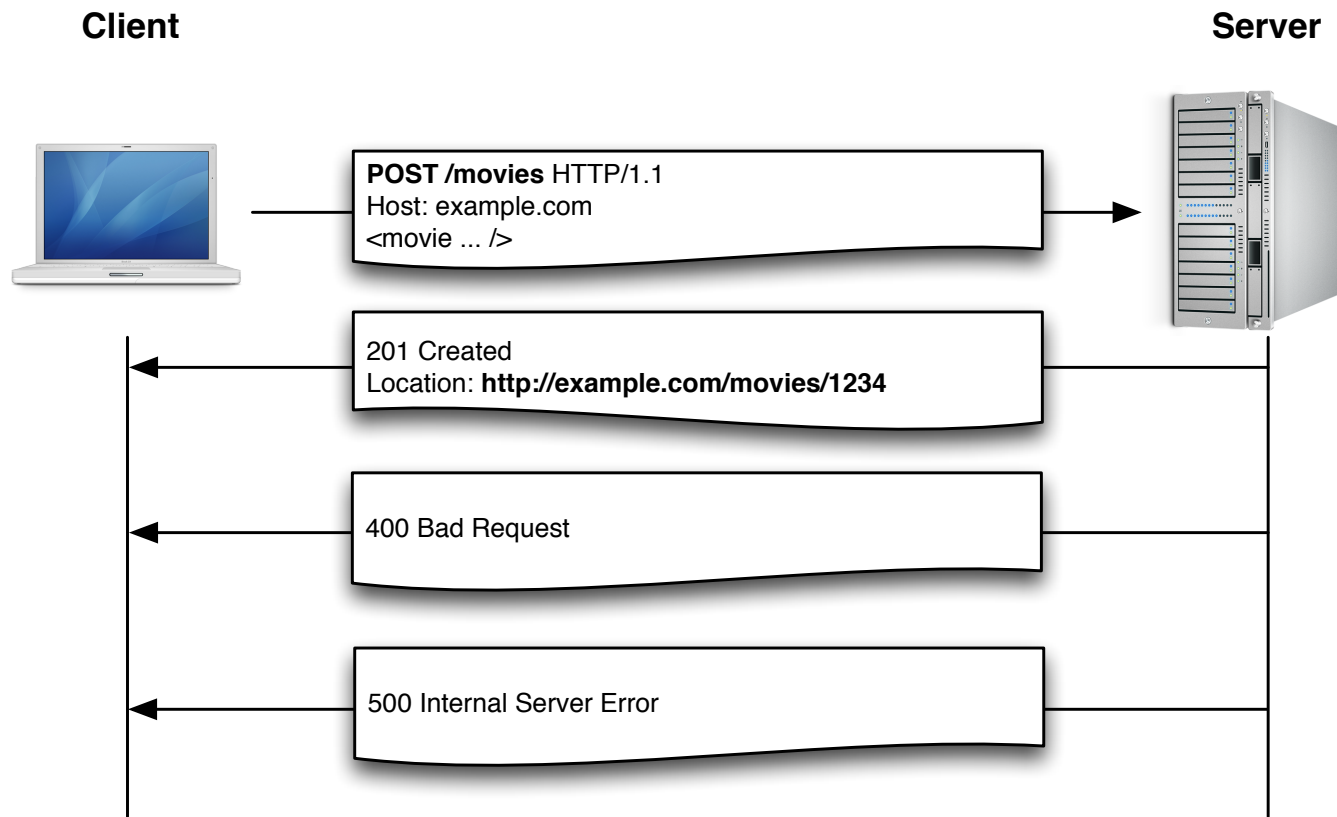 Client
Server
POST /movies HTTP/1.1
Host: example.com
<movie ... />
201 Created
Location: http://example.com/movies/1234
400 Bad Request
500 Internal Server Error